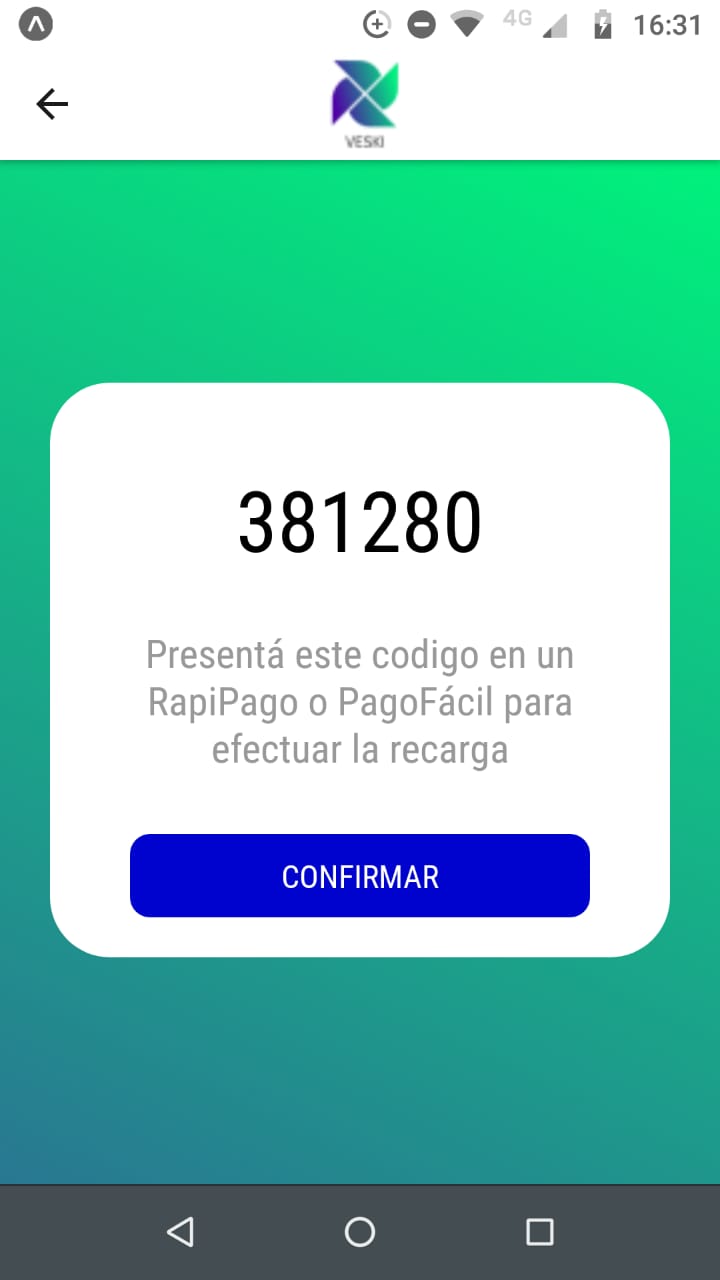 4G 16:31
VESKI
381280
Presentá este codigo en un
RapiPago o PagoFácil para
efectuar la recarga
CONFIRMAR